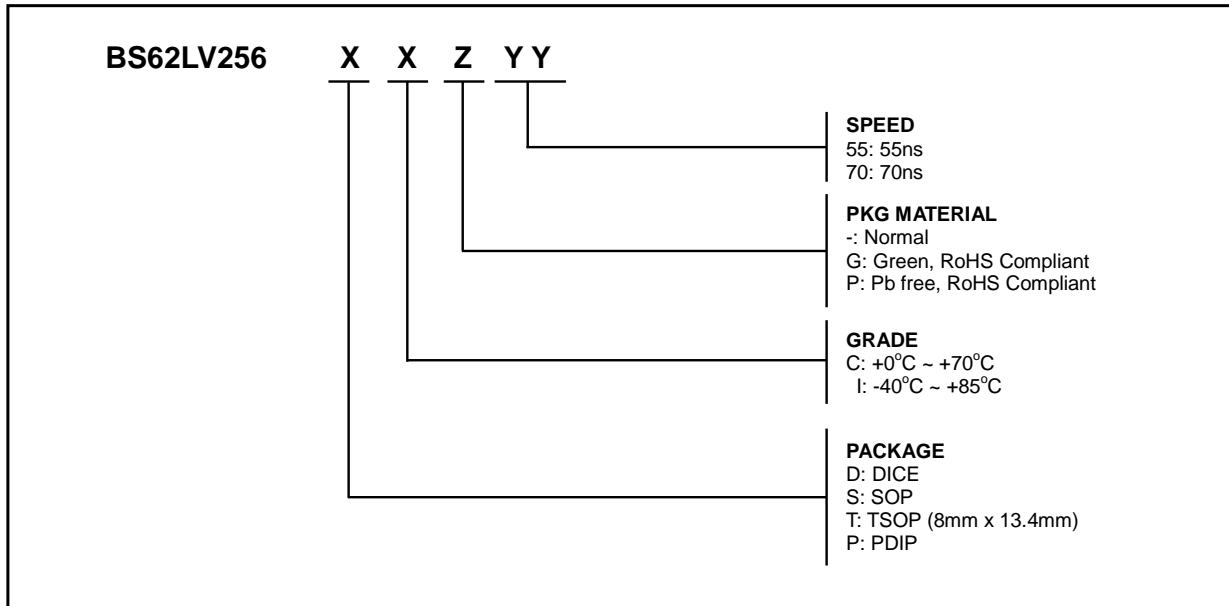 BS62LV256 X X Z Y Y
SPEED
55: 55ns
70: 70ns
PKG MATERIAL
-: Normal
G: Green, RoHS Compliant
P: Pb free, RoHS Compliant
GRADE
C: +0°C ~ +70°C
I: -40°C ~ +85°C
PACKAGE
D: DICE
S: SOP
T: TSOP (8mm x 13.4mm)
P: PDIP